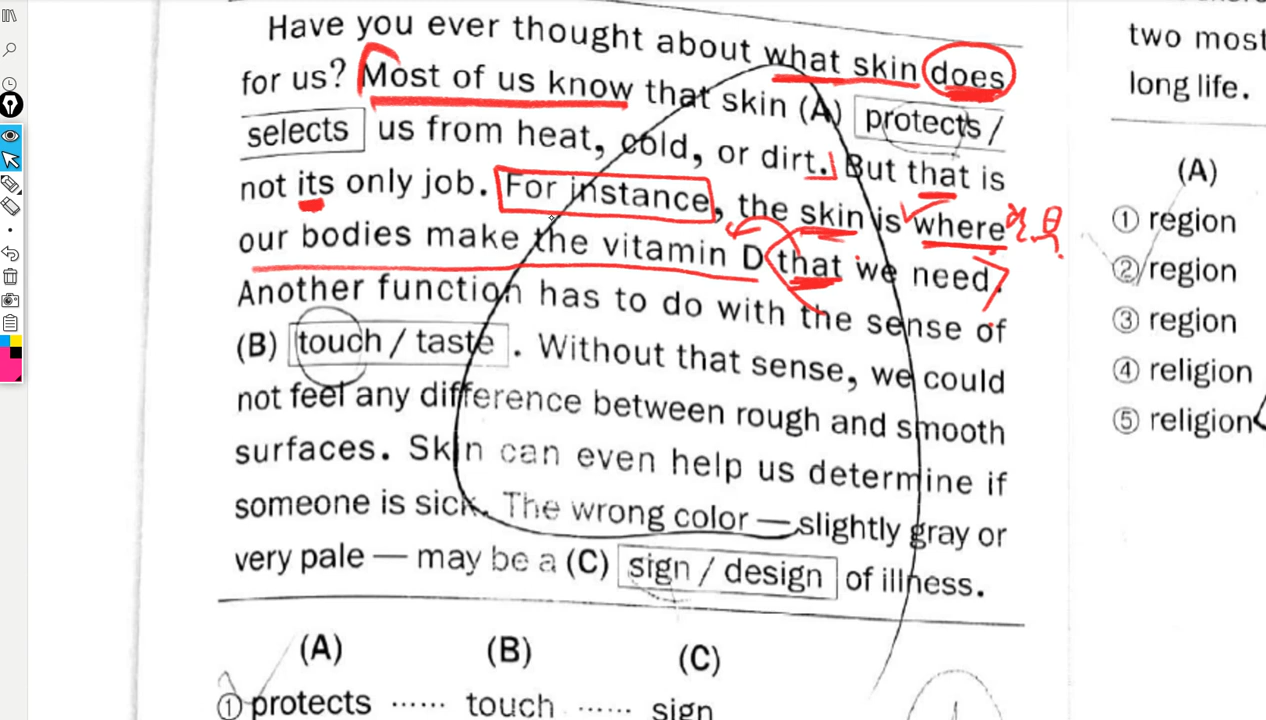 Have you ever thought about what skin does
for us? Most of us know that skin (A) protects /
selects us from heat, cold, or dirt. But that is
not its only job. For instance, the skin is where
our bodies make the vitamin D that we need.
Another function has to do with the sense of
(B) touch / taste . Without that sense, we could
not feel any difference between rough and smooth
surfaces. Skin can even help us determine if
someone is sick. The wrong color — slightly gray or
very pale — may be a (C) sign / design of illness.
(A) (B) (C)
① protects ...... touch ...... sign
two most
long life.
(A)
① region
② region
③ region
④ religion
⑤ religion